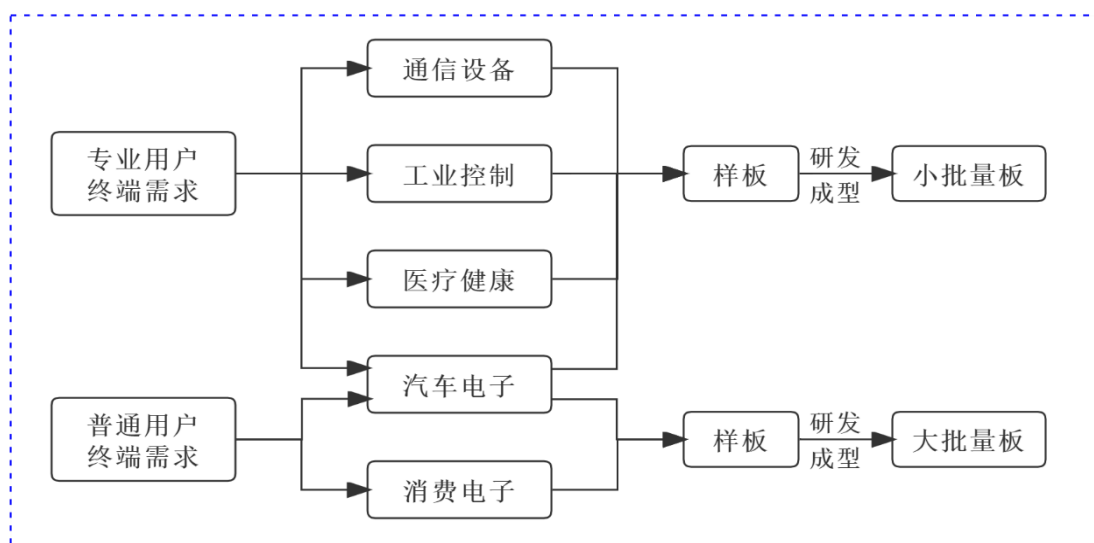 通信设备
专业用户
终端需求
工业控制
样板
研发
成型
小批量板
医疗健康
汽车电子
普通用户
终端需求
样板
研发
成型
大批量板
消费电子